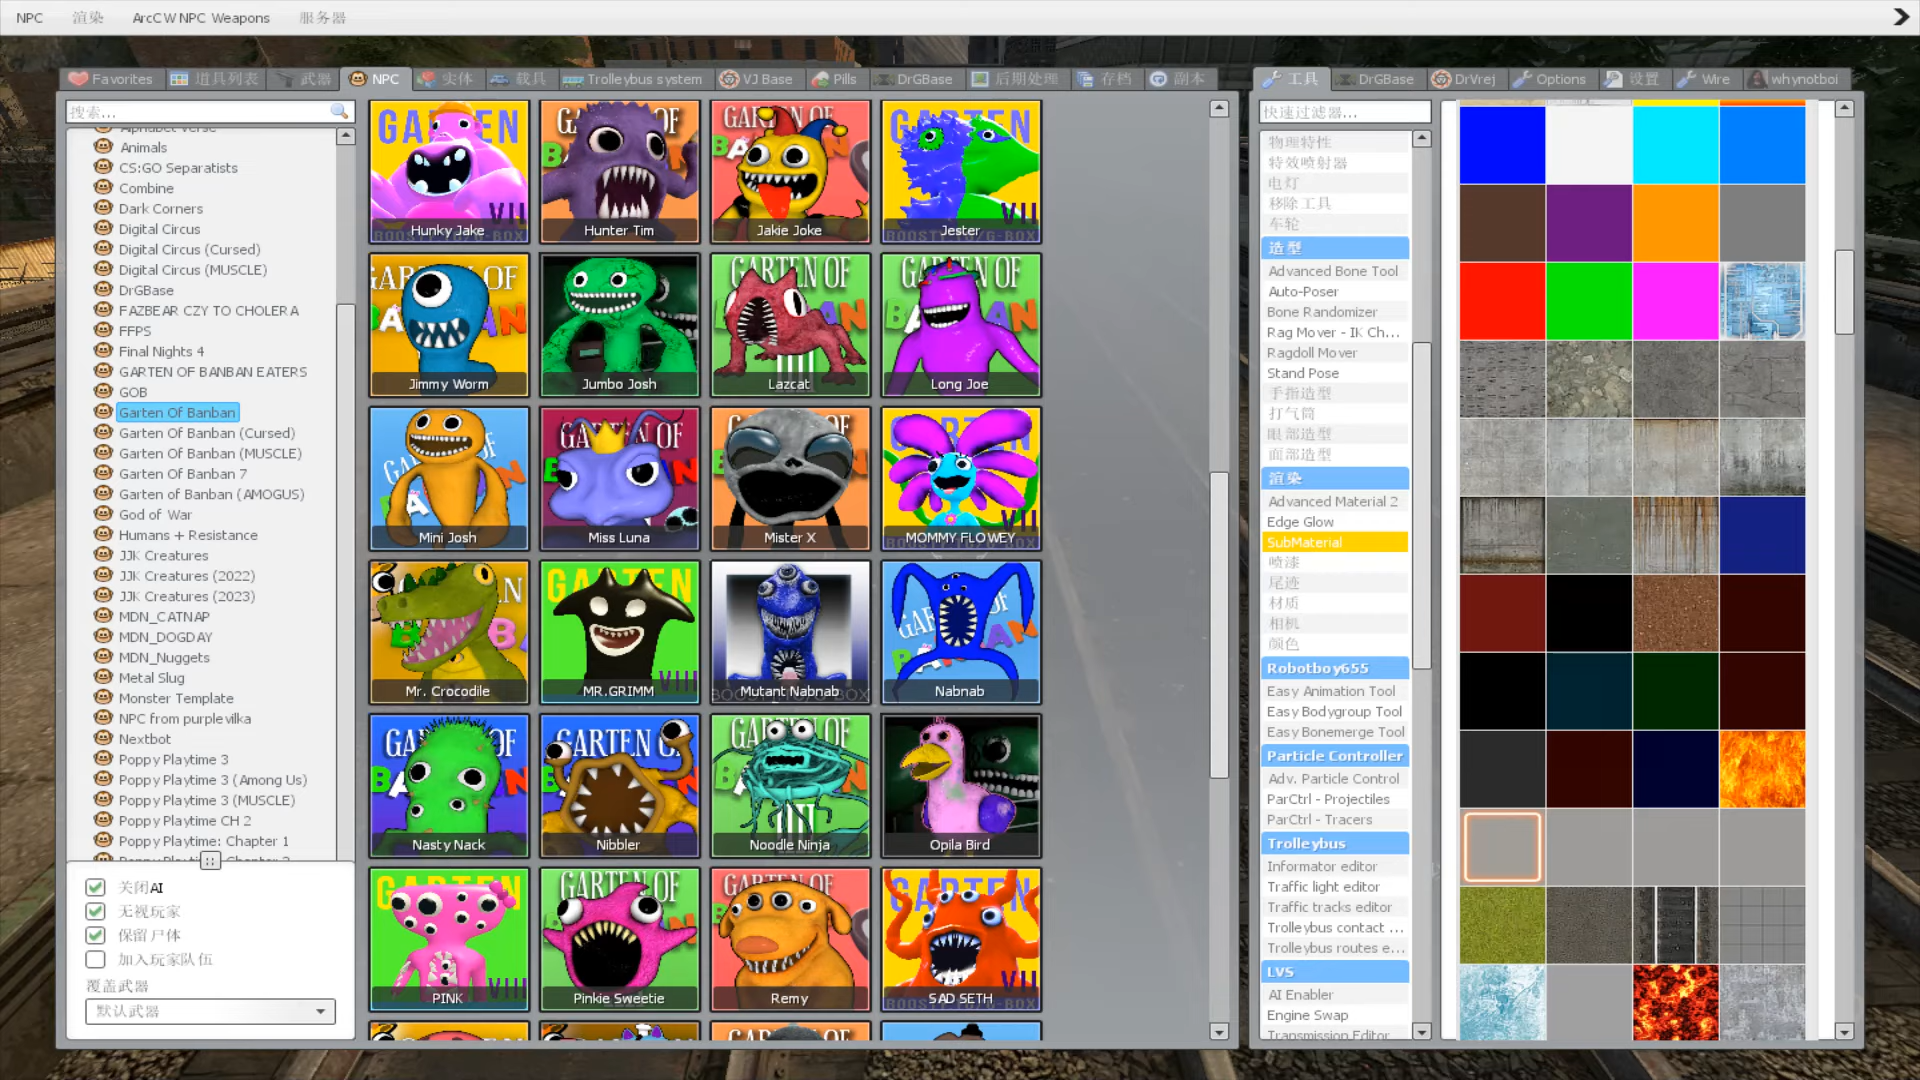 NPC 渲染 ArcCW NPC Weapons 服务器
Favorites 道具列表 武器 NPC 实体 载具 Trolleybus system VJ Base Pills DrGBase 后期处理 存档 副本
工具 DrGBase DrVrej Options 设置 Wire whynotboi
搜索...
Alphabet Verse
Animals
CS:GO Separatists
Combine
Dark Corners
Digital Circus
Digital Circus (Cursed)
Digital Circus (MUSCLE)
DrGBase
FAZBEAR CZY TO CHOLERA
FFPS
Final Nights 4
GARTEN OF BANBAN EATERS
GOB
Garten Of Banban
Garten Of Banban (Cursed)
Garten Of Banban (MUSCLE)
Garten Of Banban 7
Garten of Banban (AMOGUS)
God of War
Humans + Resistance
JJK Creatures
JJK Creatures (2022)
JJK Creatures (2023)
MDN_CATNAP
MDN_DOGDAY
MDN_Nuggets
Metal Slug
Monster Template
NPC from purplevilka
Nextbot
Poppy Playtime 3
Poppy Playtime 3 (Among Us)
Poppy Playtime 3 (MUSCLE)
Poppy Playtime CH 2
Poppy Playtime: Chapter 1
关闭AI
无视玩家
保留尸体
加入玩家队伍
覆盖武器
默认武器
Hunky Jake
Hunter Tim
Jakie Joke
Jester
Jimmy Worm
Jumbo Josh
Lazcat
Long Joe
Mini Josh
Miss Luna
Mister X
MOMMY FLOWEY
Mr. Crocodile
MR.GRIMM
Mutant Nabnab
Nabnab
Nasty Nack
Nibbler
Noodle Ninja
Opila Bird
PINK
Pinkie Sweetie
Remy
SAD SETH
快速过滤器...
物理特性
特效喷射器
电灯
移除工具
车轮
造型
Advanced Bone Tool
Auto-Poser
Bone Randomizer
Rag Mover - IK Ch...
Ragdoll Mover
Stand Pose
手指造型
打气筒
眼部造型
面部造型
渲染
Advanced Material 2
Edge Glow
SubMaterial
喷漆
尾迹
材质
相机
颜色
Robotboy655
Easy Animation Tool
Easy Bodygroup Tool
Easy Bonemerge Tool
Particle Controller
Adv. Particle Control
ParCtrl - Projectiles
ParCtrl - Tracers
Trolleybus
Informator editor
Traffic light editor
Traffic tracks editor
Trolleybus contact ...
Trolleybus routes e...
LVS
AI Enabler
Engine Swap
Transmission Editor